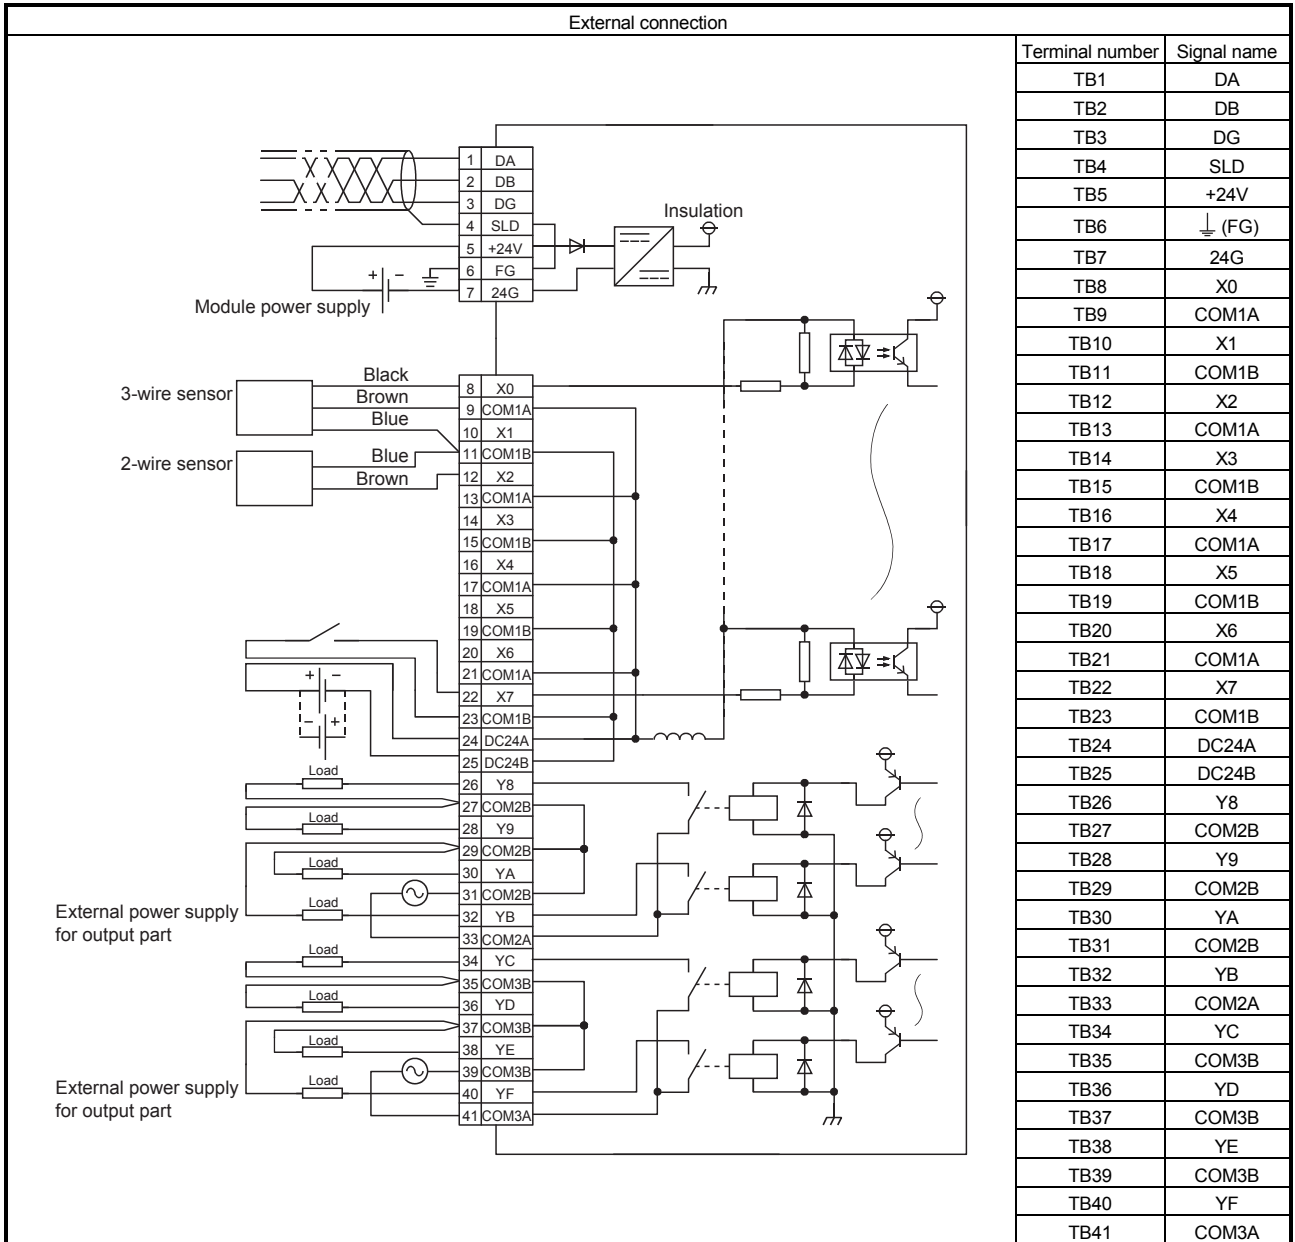 External connection
Terminal number Signal name
TB1 DA
TB2 DB
TB3 DG
TB4 SLD
TB5 +24V
TB6 (FG)
TB7 24G
TB8 X0
TB9 COM1A
TB10 X1
TB11 COM1B
TB12 X2
TB13 COM1A
TB14 X3
TB15 COM1B
TB16 X4
TB17 COM1A
TB18 X5
TB19 COM1B
TB20 X6
TB21 COM1A
TB22 X7
TB23 COM1B
TB24 DC24A
TB25 DC24B
TB26 Y8
TB27 COM2B
TB28 Y9
TB29 COM2B
TB30 YA
TB31 COM2B
TB32 YB
TB33 COM2A
TB34 YC
TB35 COM3B
TB36 YD
TB37 COM3B
TB38 YE
TB39 COM3B
TB40 YF
TB41 COM3A
1 DA
2 DB
3 DG
4 SLD
5 +24V
6 FG
7 24G
Insulation
+ −
Module power supply
3-wire sensor
Black
Brown
Blue
2-wire sensor
Blue
Brown
8 X0
9 COM1A
10 X1
11 COM1B
12 X2
13 COM1A
14 X3
15 COM1B
16 X4
17 COM1A
18 X5
19 COM1B
20 X6
21 COM1A
22 X7
23 COM1B
24 DC24A
25 DC24B
+ −
− +
26 Y8
27 COM2B
28 Y9
29 COM2B
30 YA
31 COM2B
32 YB
33 COM2A
34 YC
35 COM3B
36 YD
37 COM3B
38 YE
39 COM3B
40 YF
41 COM3A
Load
Load
Load
Load
External power supply
for output part
Load
Load
Load
Load
External power supply
for output part